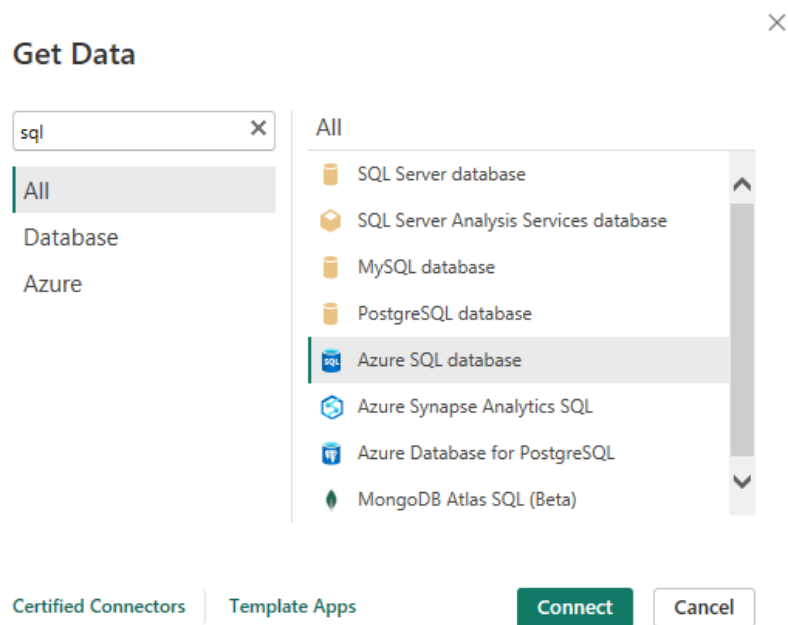 Get Data
sql
All
Database
Azure
All
SQL Server database
SQL Server Analysis Services database
MySQL database
PostgreSQL database
SQL Azure SQL database
Azure Synapse Analytics SQL
Azure Database for PostgreSQL
MongoDB Atlas SQL (Beta)
Certified Connectors
Template Apps
Connect
Cancel